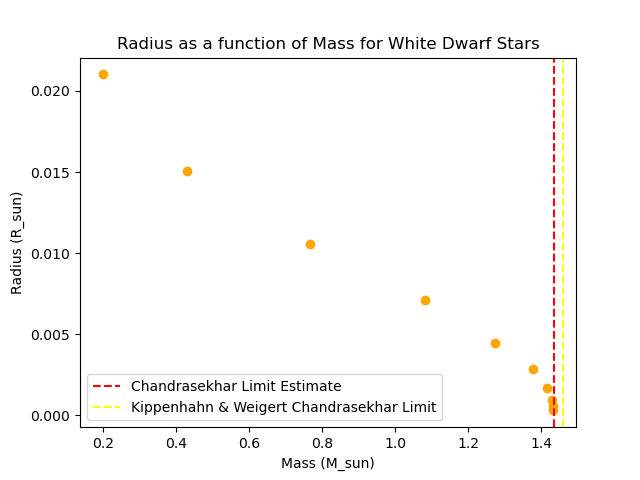 Radius as a function of Mass for White Dwarf Stars
Radius (R_sun)
0.020
0.015
0.010
0.005
0.000
Chandrasekhar Limit Estimate
Kippenhahn & Weigert Chandrasekhar Limit
0.2 0.4 0.6 0.8 1.0 1.2 1.4
Mass (M_sun)